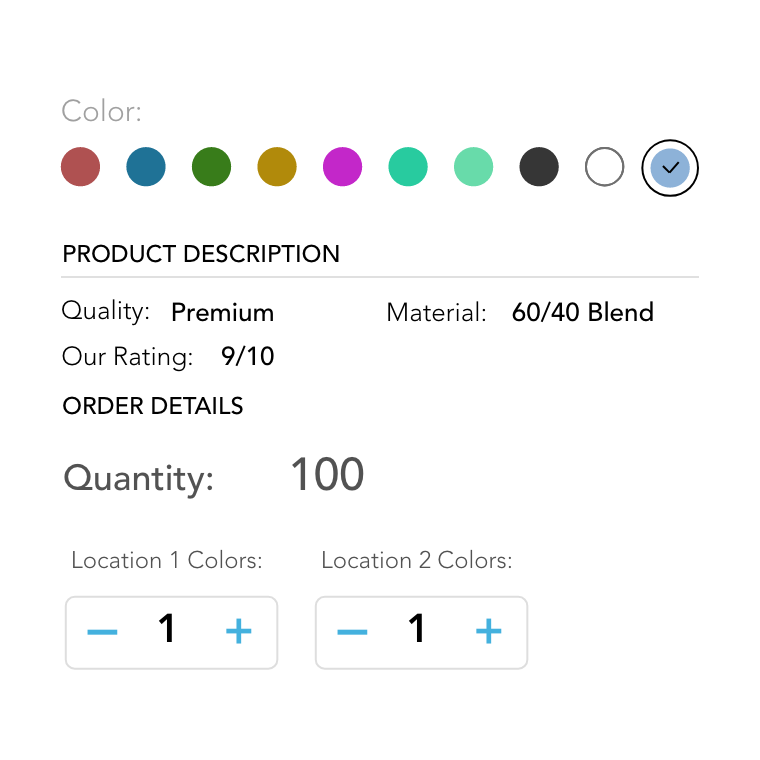 Color:
PRODUCT DESCRIPTION
Quality: Premium Material: 60/40 Blend
Our Rating: 9/10
ORDER DETAILS
Quantity: 100
Location 1 Colors: Location 2 Colors:
− 1 + − 1 +